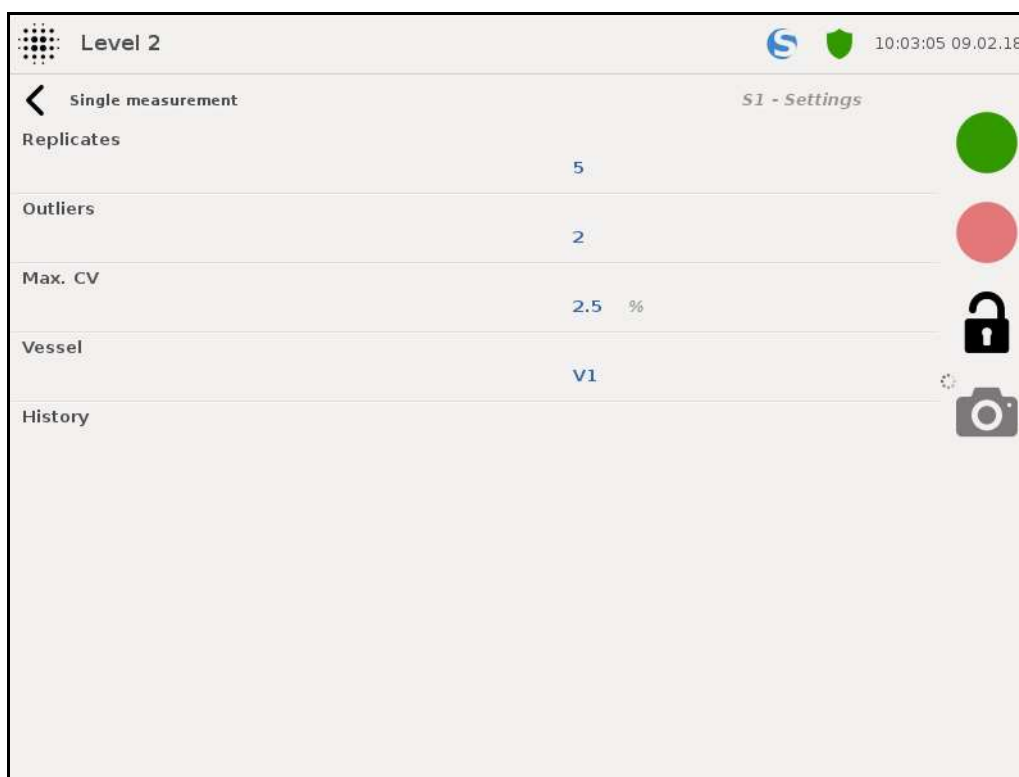 Level 2
10:03:05 09.02.18
Single measurement
S1 - Settings
Replicates
5
Outliers
2
Max. CV
2.5 %
Vessel
V1
History